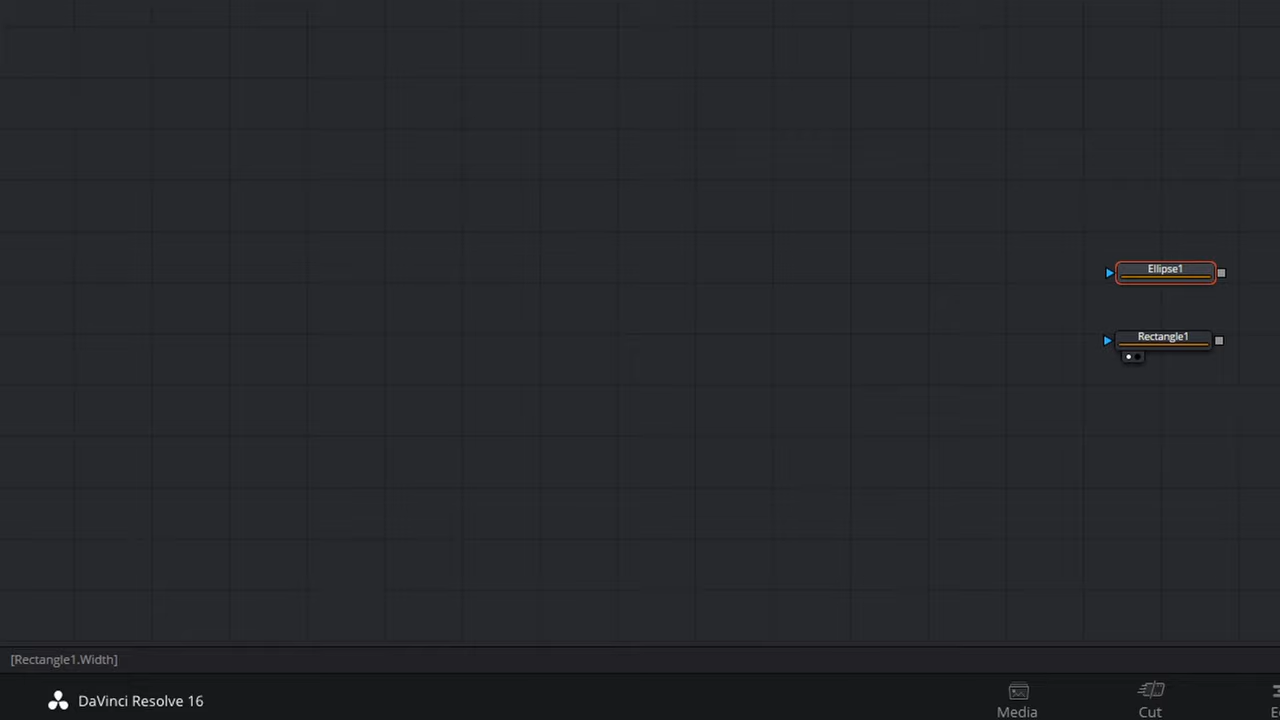 Ellipse1
Rectangle1
[Rectangle1.Width]
DaVinci Resolve 16
Media
Cut